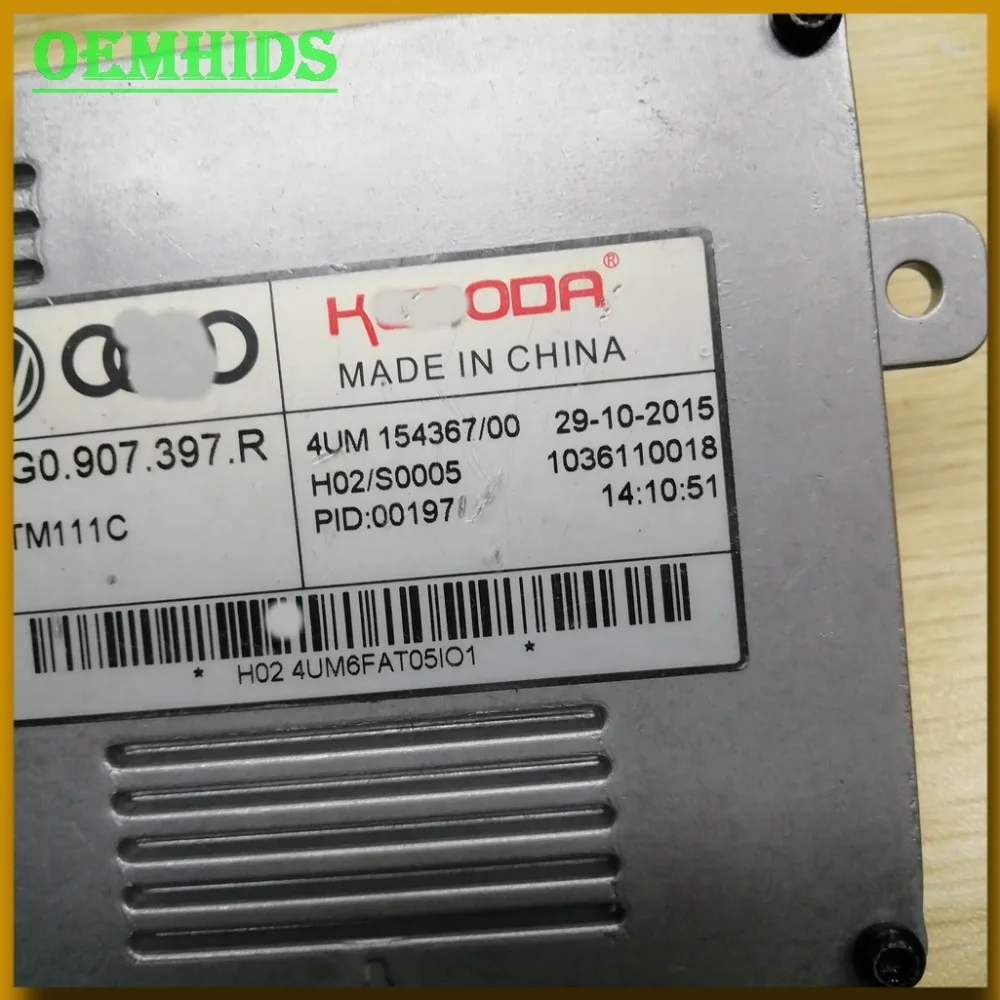 OEMHIDS
MADE IN CHINA
G0.907.397.R
TM111C
4UM 154367/00 29-10-2015
H02/S0005 1036110018
PID:00197 14:10:51
* H02 4UM6FAT05IO1 *